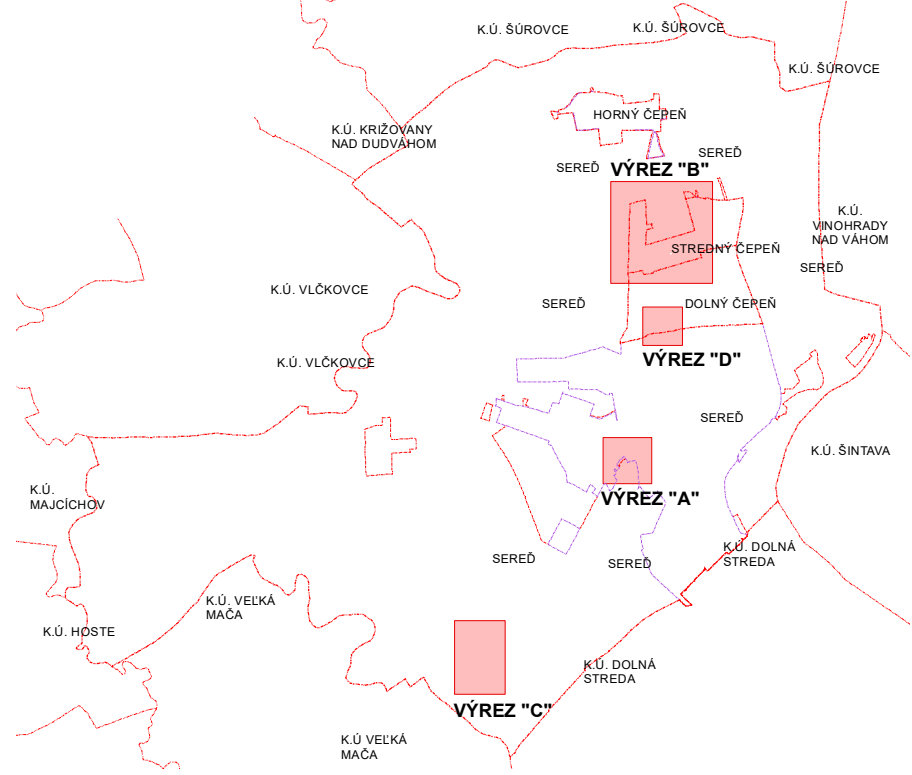 K.Ú. ŠÚROVCE
K.Ú. ŠÚROVCE
K.Ú. ŠÚROVCE
HORNÝ ČEPEŇ
K.Ú. KRIŽOVANY
NAD DUDVÁHOM
SEREĎ
SEREĎ
VÝREZ "B"
K.Ú.
VINOHRADY
NAD VÁHOM
STREDNÝ ČEPEŇ
SEREĎ
K.Ú. VLČKOVCE
SEREĎ
DOLNÝ ČEPEŇ
VÝREZ "D"
K.Ú. VLČKOVCE
SEREĎ
K.Ú. ŠINTAVA
K.Ú.
MAJCÍCHOV
VÝREZ "A"
SEREĎ
SEREĎ
K.Ú. DOLNÁ
STREDA
K.Ú. VEĽKÁ
MAČA
K.Ú. HOSTE
K.Ú. DOLNÁ
STREDA
VÝREZ "C"
K.Ú VEĽKÁ
MAČA